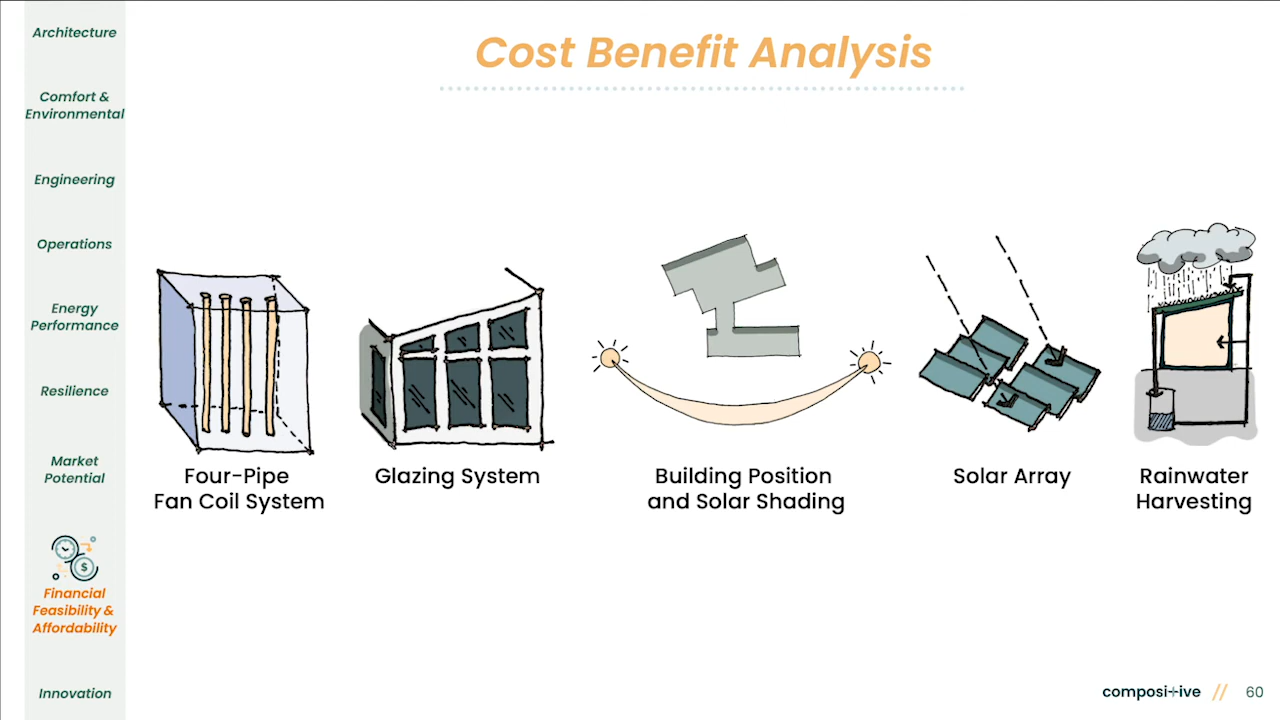 Architecture
Comfort &
Environmental
Engineering
Operations
Energy
Performance
Resilience
Market
Potential
$
Financial
Feasibility &
Affordability
Innovation
Cost Benefit Analysis
Four-Pipe
Fan Coil System
Glazing System
Building Position
and Solar Shading
Solar Array
Rainwater
Harvesting
composi+ive // 60